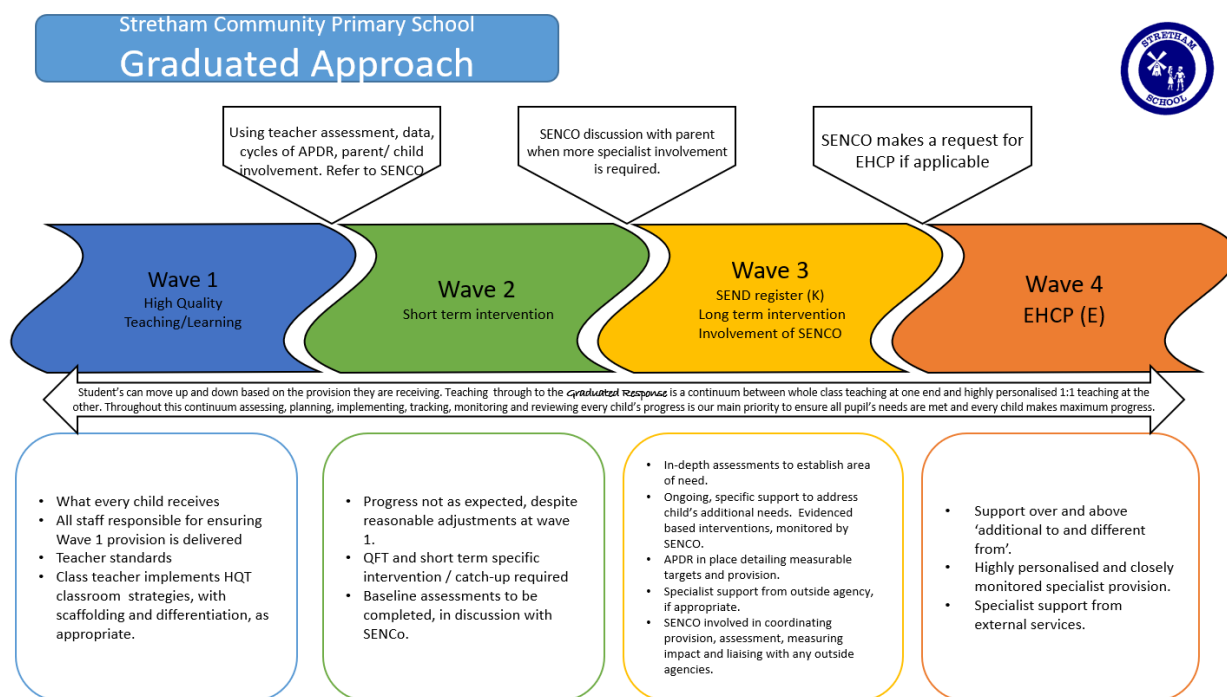 Stretham Community Primary School
Graduated Approach
STRETHAM
SCHOOL
Using teacher assessment, data,
cycles of APDR, parent/ child
involvement. Refer to SENCO
SENCO discussion with parent
when more specialist involvement
is required.
SENCO makes a request for
EHCP if applicable
Wave 1
High Quality
Teaching/Learning
Wave 2
Short term intervention
Wave 3
SEND register (K)
Long term intervention
Involvement of SENCO
Wave 4
EHCP (E)
Student's can move up and down based on the provision they are receiving. Teaching through to the Graduated Response is a continuum between whole class teaching at one end and highly personalised 1:1 teaching at the
other. Throughout this continuum assessing, planning, implementing, tracking, monitoring and reviewing every child's progress is our main priority to ensure all pupil's needs are met and every child makes maximum progress.
• What every child receives
• All staff responsible for ensuring
Wave 1 provision is delivered
• Teacher standards
• Class teacher implements HQT
classroom strategies, with
scaffolding and differentiation, as
appropriate.
• Progress not as expected, despite
reasonable adjustments at wave
1.
• QFT and short term specific
intervention / catch-up required
• Baseline assessments to be
completed, in discussion with
SENCo.
• In-depth assessments to establish area
of need.
• Ongoing, specific support to address
child's additional needs. Evidenced
based interventions, monitored by
SENCO.
• APDR in place detailing measurable
targets and provision.
• Specialist support from outside agency,
if appropriate.
• SENCO involved in coordinating
provision, assessment, measuring
impact and liaising with any outside
agencies.
• Support over and above
'additional to and different
from'.
• Highly personalised and closely
monitored specialist provision.
• Specialist support from
external services.